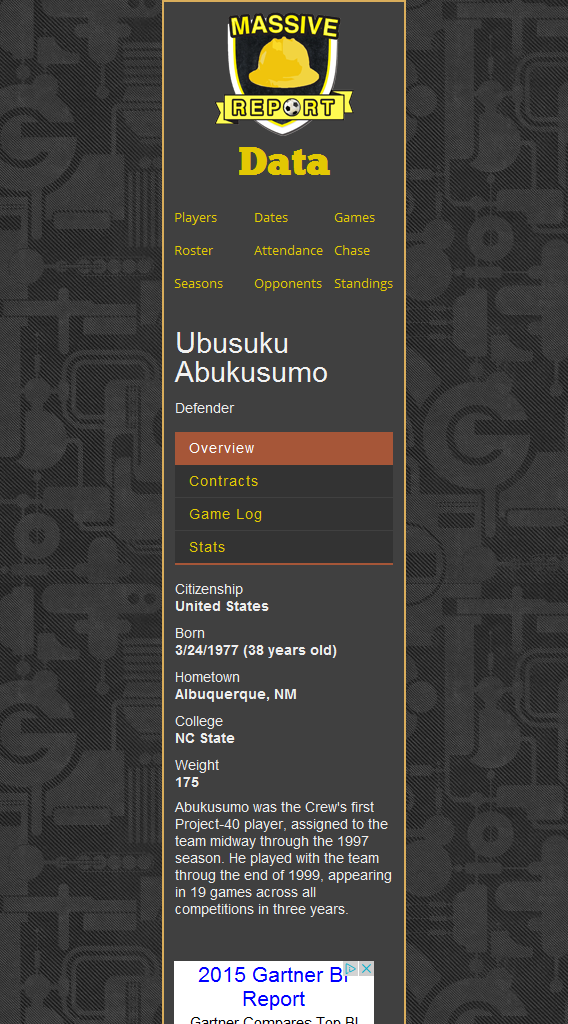 MASSIVE
REPORT
Data
Players Dates Games
Roster Attendance Chase
Seasons Opponents Standings
Ubusuku
Abukusumo
Defender
Overview
Contracts
Game Log
Stats
Citizenship
United States
Born
3/24/1977 (38 years old)
Hometown
Albuquerque, NM
College
NC State
Weight
175
Abukusumo was the Crew's first
Project-40 player, assigned to the
team midway through the 1997
season. He played with the team
throug the end of 1999, appearing
in 19 games across all
competitions in three years.
2015 Gartner BI
Report
Gartner Compares Top BI